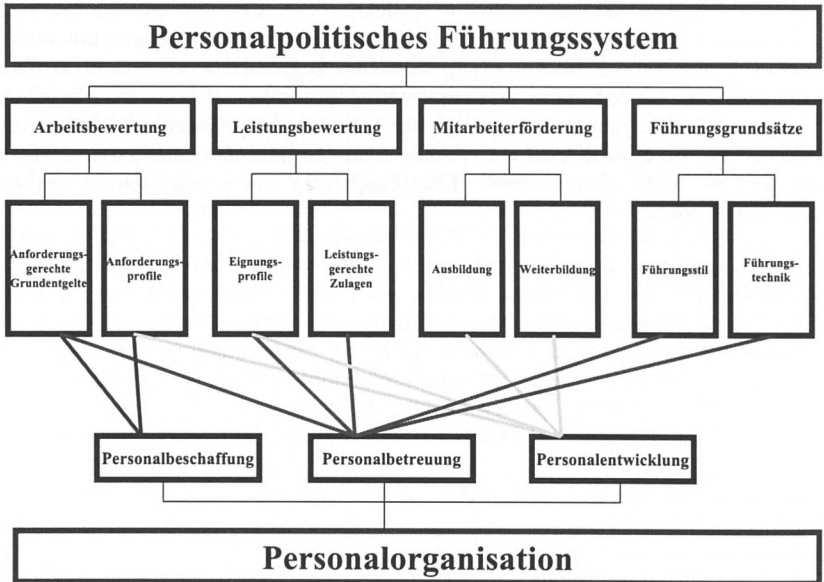 Personalpolitisches Führungssystem
Arbeitsbewertung
Leistungsbewertung
Mitarbeiterförderung
Führungsgrundsätze
Anforderungs-
gerechte
Grundentgelte
Anforderungs-
profile
Eignungs-
profile
Leistungs-
gerechte
Zulagen
Ausbildung
Weiterbildung
Führungsstil
Führungs-
technik
Personalbeschaffung
Personalbetreuung
Personalentwicklung
Personalorganisation